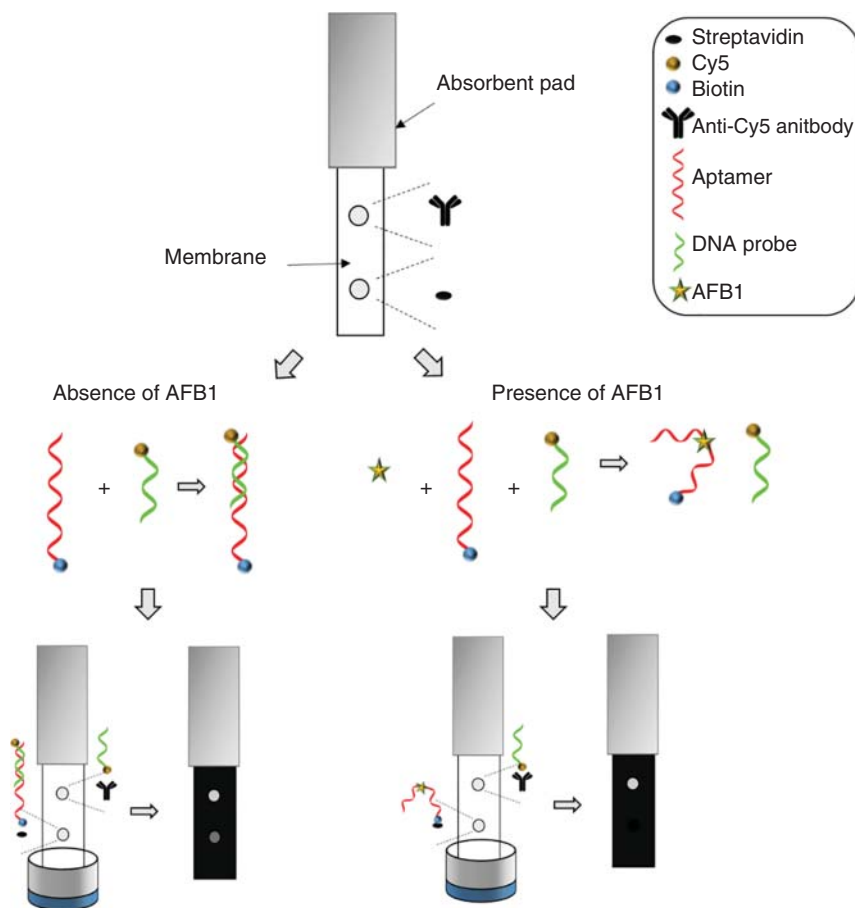 Absorbent pad
Membrane
Streptavidin
Cy5
Biotin
Anti-Cy5 anitbody
Aptamer
DNA probe
AFB1
Absence of AFB1
Presence of AFB1
+
+
+